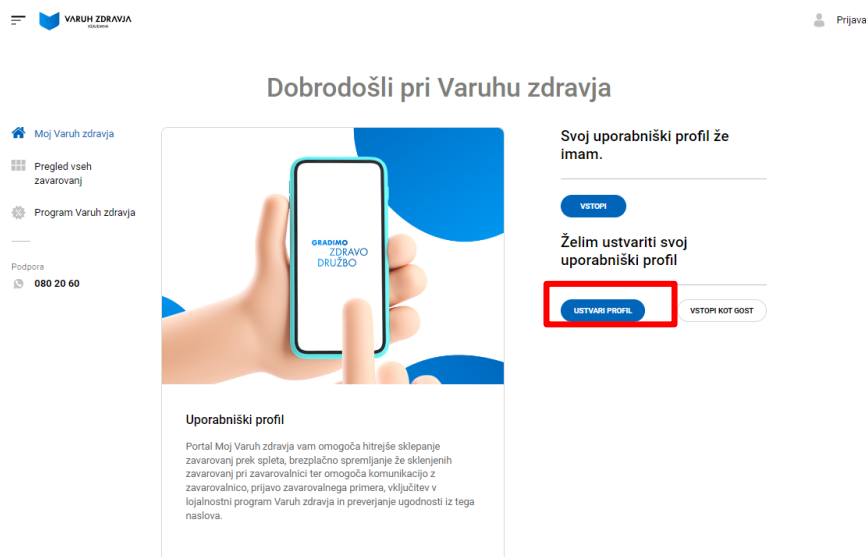 VARUH ZDRAVJA
Prijava
Dobrodošli pri Varuhu zdravja
Moj Varuh zdravja
Pregled vseh
zavarovanj
Program Varuh zdravja
Podpora
080 20 60
GRADIMO
ZDRAVO
DRUŽBO
Uporabniški profil
Portal Moj Varuh zdravja vam omogoča hitrejše sklepanje
zavarovanj prek spleta, brezplačno spremljanje že sklenjenih
zavarovanj pri zavarovalnici ter omogoča komunikacijo z
zavarovalnico, prijavo zavarovalnega primera, vključitev v
lojalnostni program Varuh zdravja in preverjanje ugodnosti iz tega
naslova.
Svoj uporabniški profil že
imam.
VSTOPI
Želim ustvariti svoj
uporabniški profil
USTVARI PROFIL
VSTOPI KOT GOST